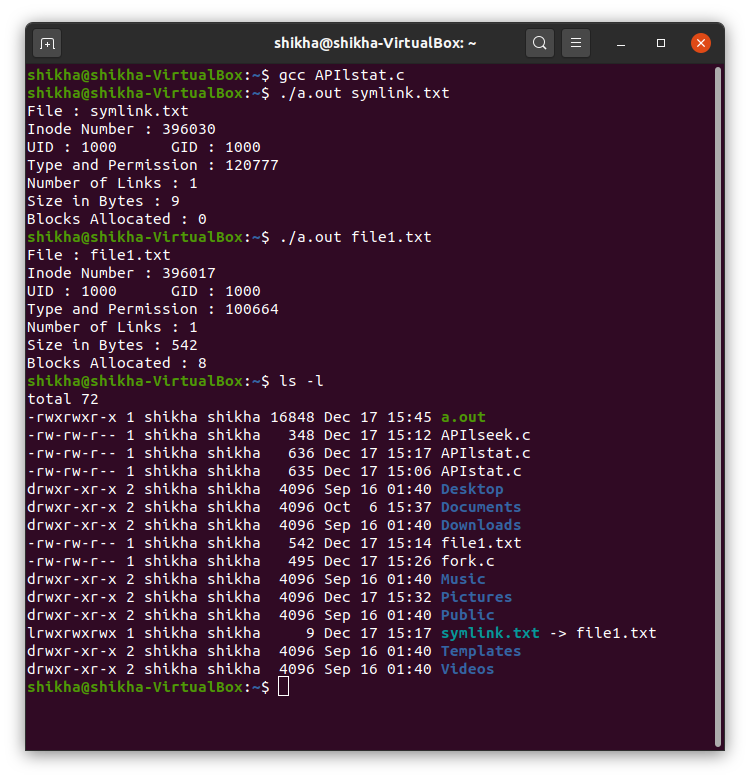 shikha@shikha-VirtualBox: ~
shikha@shikha-VirtualBox:~$ gcc APIlstat.c
shikha@shikha-VirtualBox:~$ ./a.out symlink.txt
File : symlink.txt
Inode Number : 396030
UID : 1000      GID : 1000
Type and Permission : 120777
Number of Links : 1
Size in Bytes : 9
Blocks Allocated : 0
shikha@shikha-VirtualBox:~$ ./a.out file1.txt
File : file1.txt
Inode Number : 396017
UID : 1000      GID : 1000
Type and Permission : 100664
Number of Links : 1
Size in Bytes : 542
Blocks Allocated : 8
shikha@shikha-VirtualBox:~$ ls -l
total 72
-rwxrwxr-x 1 shikha shikha 16848 Dec 17 15:45 a.out
-rw-rw-r-- 1 shikha shikha   348 Dec 17 15:12 APIlseek.c
-rw-rw-r-- 1 shikha shikha   636 Dec 17 15:17 APIlstat.c
-rw-rw-r-- 1 shikha shikha   635 Dec 17 15:06 APIstat.c
drwxr-xr-x 2 shikha shikha  4096 Sep 16 01:40 Desktop
drwxr-xr-x 2 shikha shikha  4096 Oct  6 15:37 Documents
drwxr-xr-x 2 shikha shikha  4096 Sep 16 01:40 Downloads
-rw-rw-r-- 1 shikha shikha   542 Dec 17 15:14 file1.txt
-rw-rw-r-- 1 shikha shikha   495 Dec 17 15:26 fork.c
drwxr-xr-x 2 shikha shikha  4096 Sep 16 01:40 Music
drwxr-xr-x 2 shikha shikha  4096 Dec 17 15:32 Pictures
drwxr-xr-x 2 shikha shikha  4096 Sep 16 01:40 Public
lrwxrwxrwx 1 shikha shikha     9 Dec 17 15:17 symlink.txt -> file1.txt
drwxr-xr-x 2 shikha shikha  4096 Sep 16 01:40 Templates
drwxr-xr-x 2 shikha shikha  4096 Sep 16 01:40 Videos
shikha@shikha-VirtualBox:~$